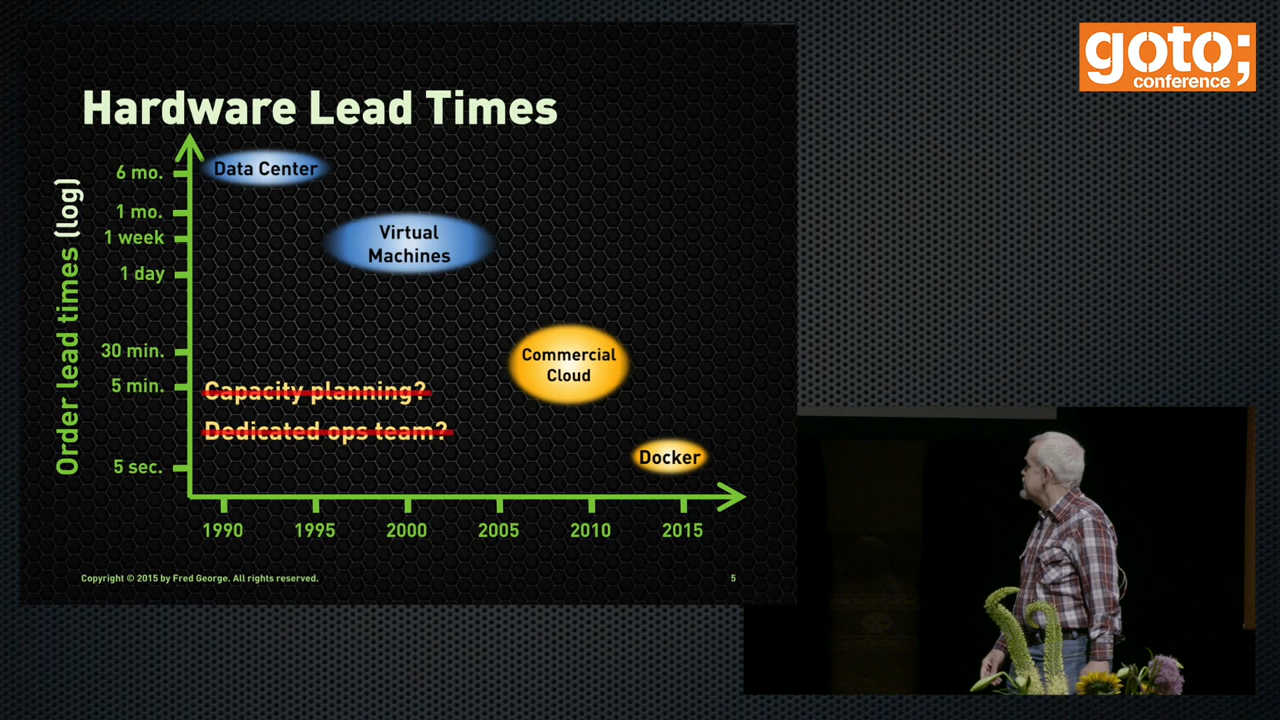 goto;
conference
Hardware Lead Times
Order lead times (log)
6 mo.
1 mo.
1 week
1 day
30 min.
5 min.
5 sec.
Data Center
Virtual
Machines
Commercial
Cloud
Capacity planning?
Dedicated ops team?
Docker
1990 1995 2000 2005 2010 2015
Copyright © 2015 by Fred George. All rights reserved. 5